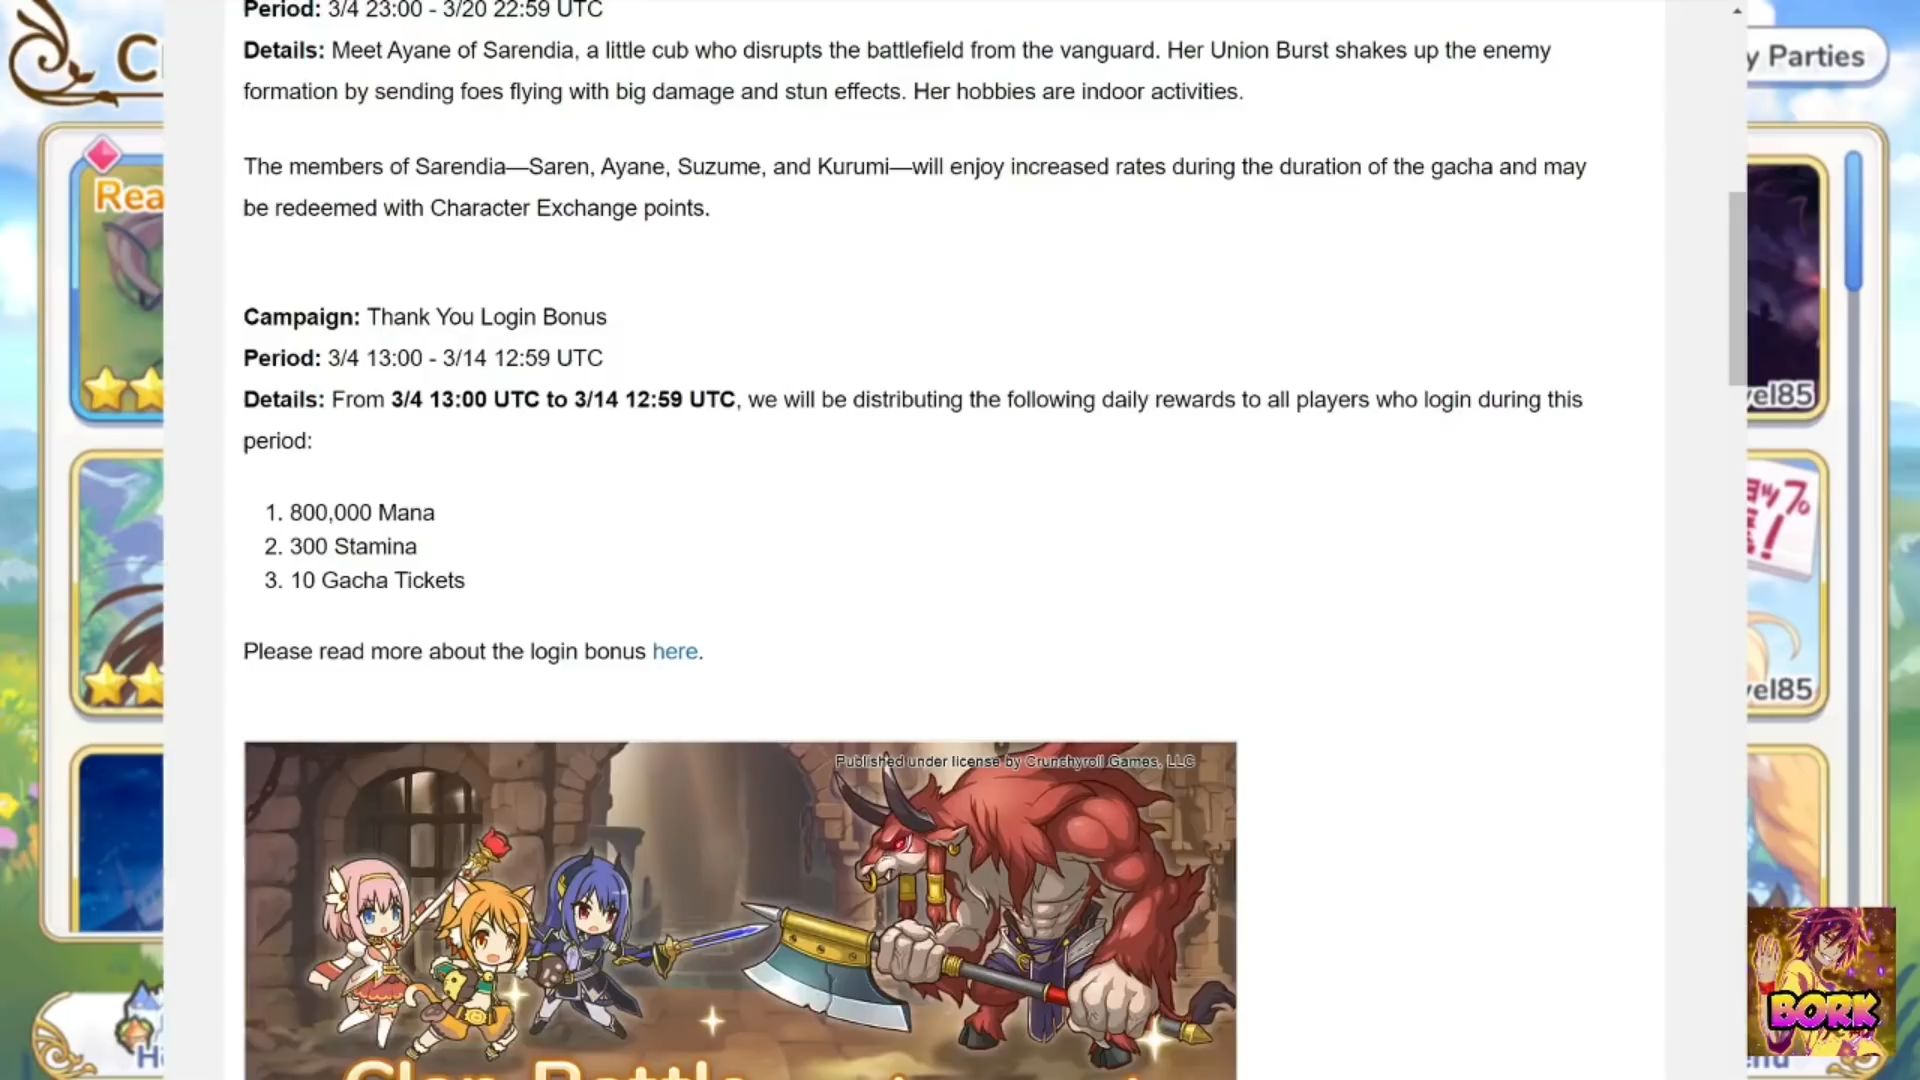 Period: 3/4 23:00 - 3/20 22:59 UTC
y Parties
Details: Meet Ayane of Sarendia, a little cub who disrupts the battlefield from the vanguard. Her Union Burst shakes up the enemy
formation by sending foes flying with big damage and stun effects. Her hobbies are indoor activities.
The members of Sarendia—Saren, Ayane, Suzume, and Kurumi—will enjoy increased rates during the duration of the gacha and may
be redeemed with Character Exchange points.
Rea
Campaign: Thank You Login Bonus
Period: 3/4 13:00 - 3/14 12:59 UTC
Details: From 3/4 13:00 UTC to 3/14 12:59 UTC, we will be distributing the following daily rewards to all players who login during this
period:
vel85
1. 800,000 Mana
2. 300 Stamina
3. 10 Gacha Tickets
Please read more about the login bonus here.
vel85
Published under license by Crunchyroll Games, LLC
BORK
Clan Battle